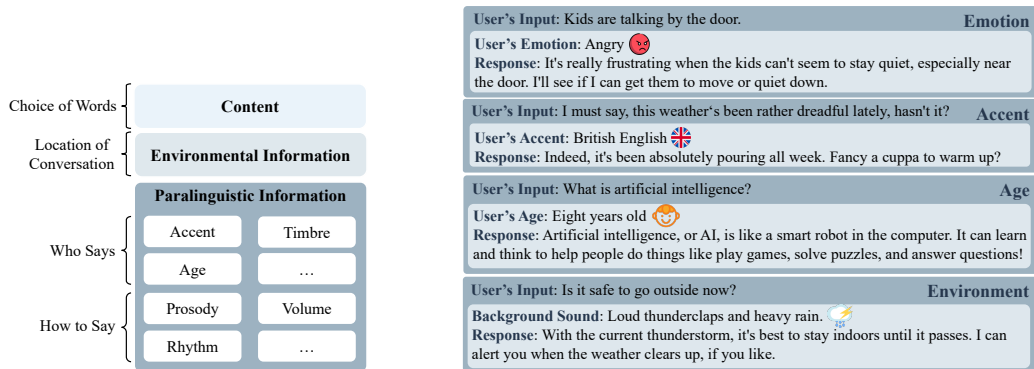 Choice of Words
Content
Location of
Conversation
Environmental Information
Paralinguistic Information
Who Says
Accent
Timbre
Age
...
How to Say
Prosody
Volume
Rhythm
...
User's Input: Kids are talking by the door.
Emotion
User's Emotion: Angry
Response: It's really frustrating when the kids can't seem to stay quiet, especially near
the door. I'll see if I can get them to move or quiet down.
User's Input: I must say, this weather‘s been rather dreadful lately, hasn't it?
Accent
User's Accent: British English
Response: Indeed, it's been absolutely pouring all week. Fancy a cuppa to warm up?
User's Input: What is artificial intelligence?
Age
User's Age: Eight years old
Response: Artificial intelligence, or AI, is like a smart robot in the computer. It can learn
and think to help people do things like play games, solve puzzles, and answer questions!
User's Input: Is it safe to go outside now?
Environment
Background Sound: Loud thunderclaps and heavy rain.
Response: With the current thunderstorm, it's best to stay indoors until it passes. I can
alert you when the weather clears up, if you like.